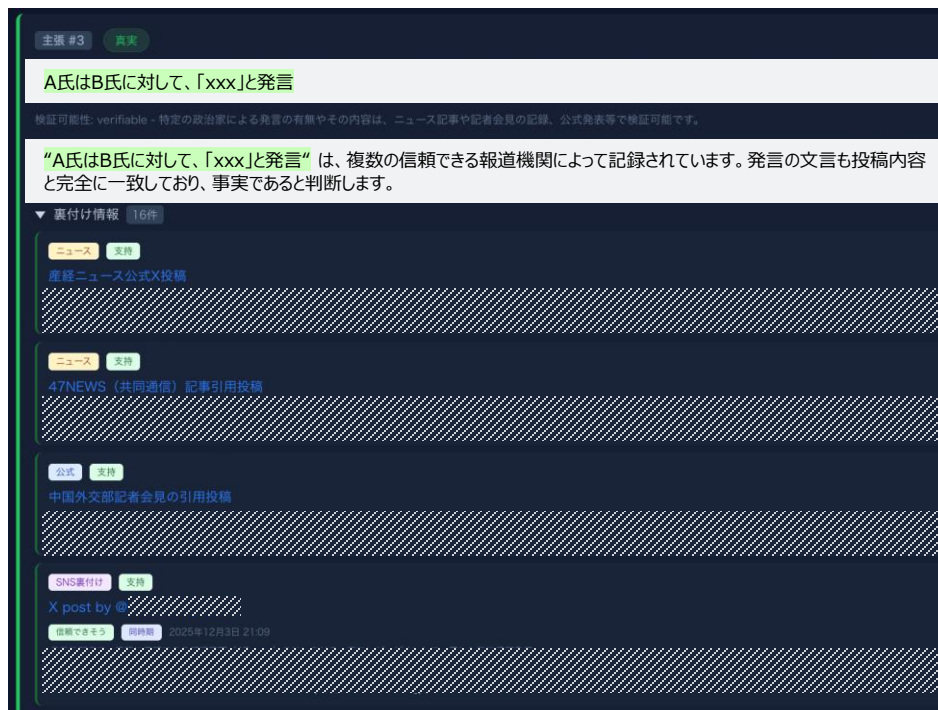 主張 #3 真実
A氏はB氏に対して、「xxx」と発言
検証可能性: verifiable - 特定の政治家による発言の有無やその内容は、ニュース記事や記者会見の記録、公式発表等で検証可能です。
“A氏はB氏に対して、「xxx」と発言“ は、複数の信頼できる報道機関によって記録されています。発言の文言も投稿内容
と完全に一致しており、事実であると判断します。
▼ 裏付け情報 16件
ニュース 支持
産経ニュース公式X投稿
ニュース 支持
47NEWS（共同通信）記事引用投稿
公式 支持
中国外交部記者会見の引用投稿
SNS裏付け 支持
X post by @
信頼できそう 同時期 2025年12月3日 21:09